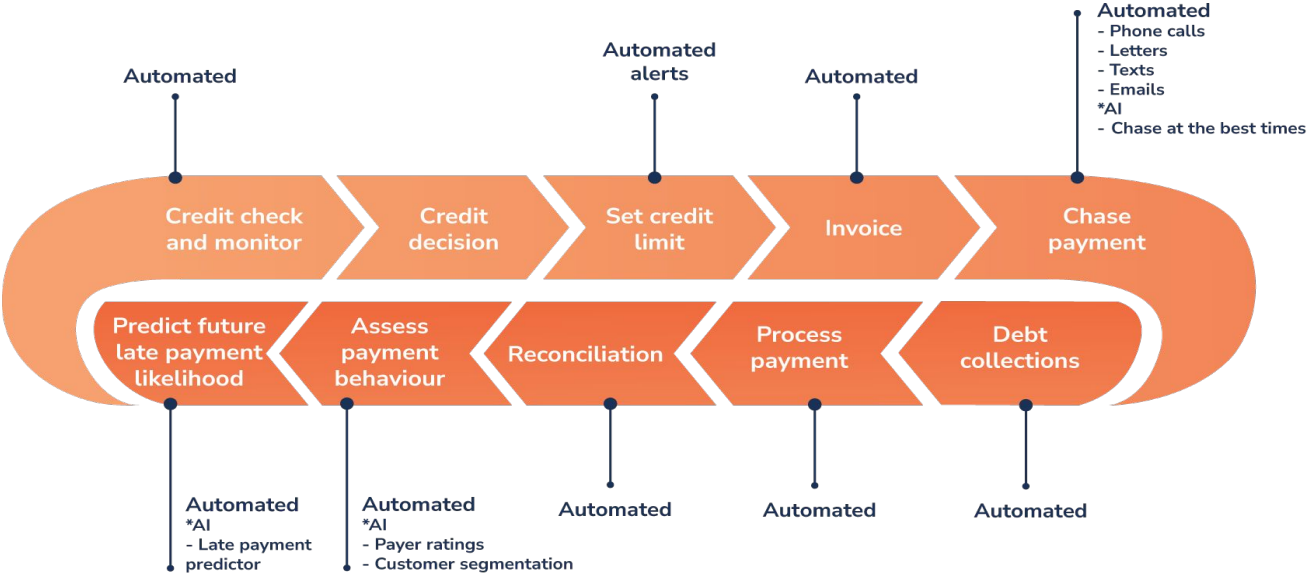 Automated
Automated
alerts
Automated
Automated
- Phone calls
- Letters
- Texts
- Emails
*AI
- Chase at the best times
Credit check
and monitor
Credit
decision
Set credit
limit
Invoice
Chase
payment
Predict future
late payment
likelihood
Assess
payment
behaviour
Reconciliation
Process
payment
Debt
collections
Automated
*AI
- Late payment
predictor
Automated
*AI
- Payer ratings
- Customer segmentation
Automated
Automated
Automated